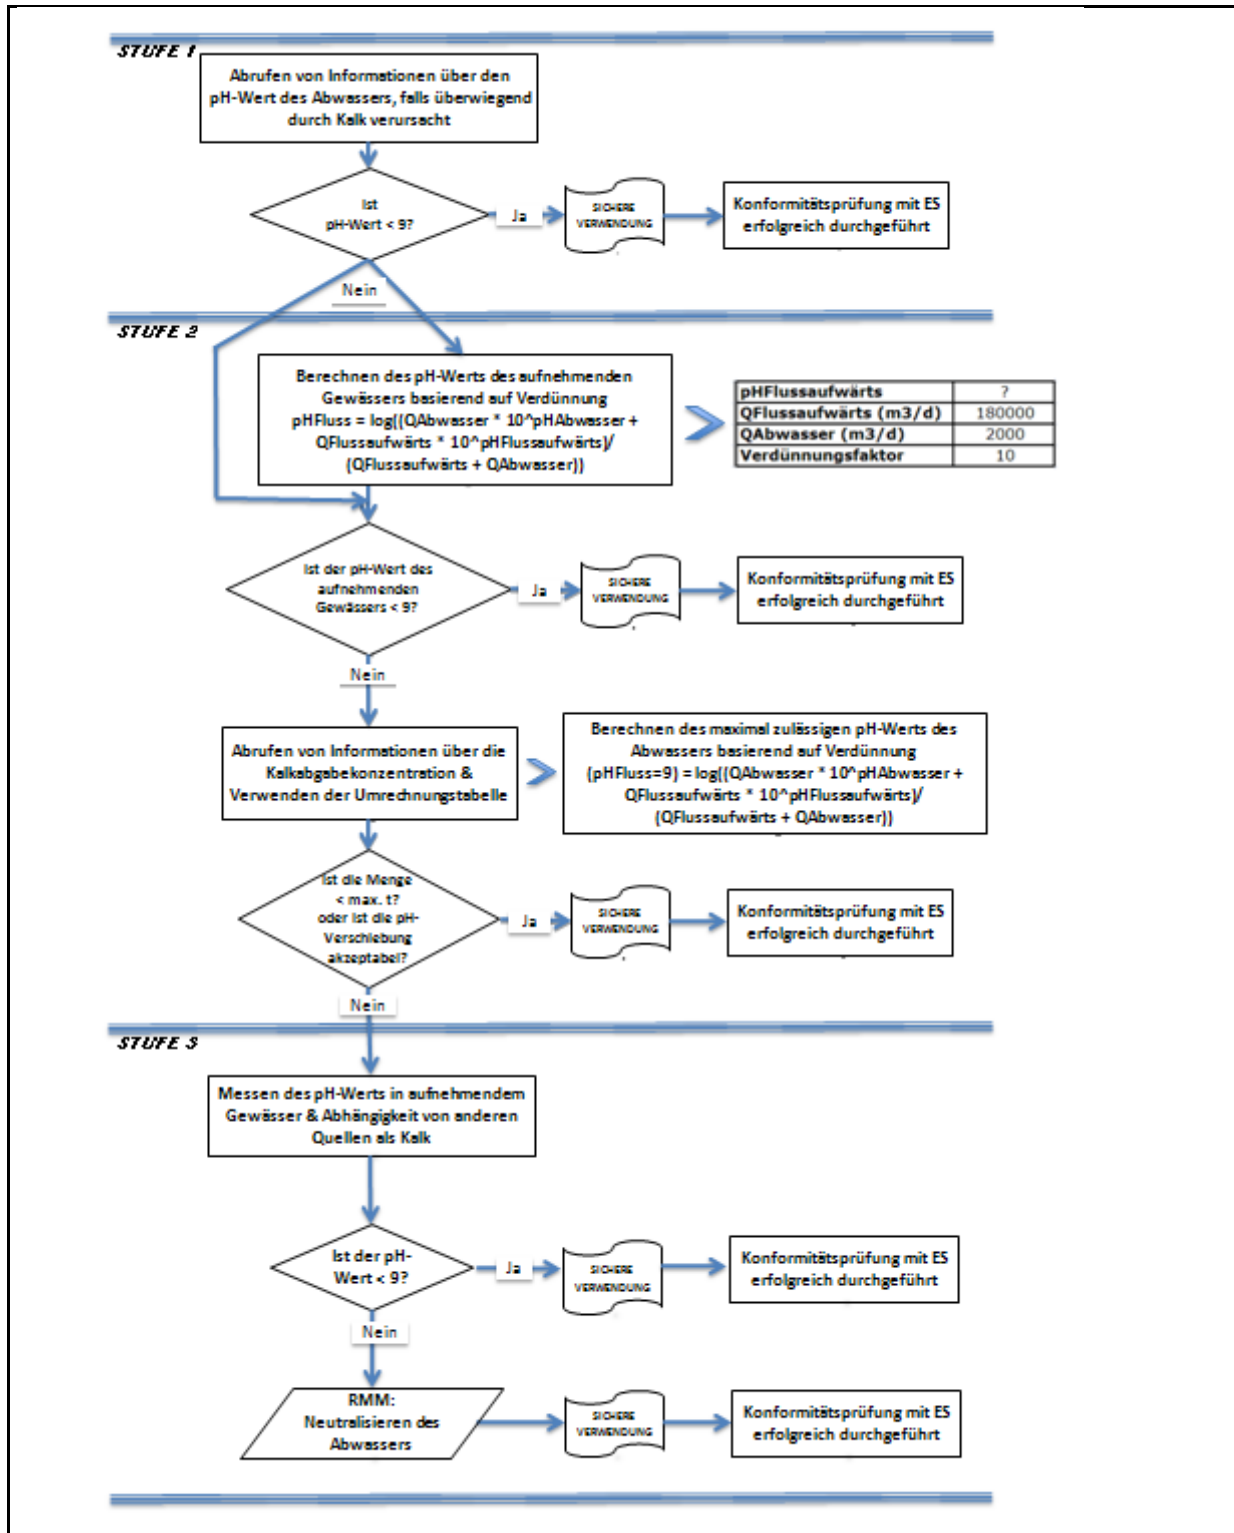 STUFE 1
Abrufen von Informationen über den
pH-Wert des Abwassers, falls überwiegend
durch Kalk verursacht
Ist
pH-Wert < 9?
Ja
SICHERE
VERWENDUNG
Konformitätsprüfung mit ES
erfolgreich durchgeführt
Nein
STUFE 2
Berechnen des pH-Werts des aufnehmenden
Gewässers basierend auf Verdünnung
pHFluss = log((QAbwasser * 10^pHAbwasser +
QFlussaufwärts * 10^pHFlussaufwärts)/
(QFlussaufwärts + QAbwasser))
pHFlussaufwärts ?
QFlussaufwärts (m3/d) 180000
QAbwasser (m3/d) 2000
Verdünnungsfaktor 10
Ist der pH-Wert des
aufnehmenden
Gewässers < 9?
Ja
SICHERE
VERWENDUNG
Konformitätsprüfung mit ES
erfolgreich durchgeführt
Nein
Abrufen von Informationen über die
Kalkabgabekonzentration &
Verwenden der Umrechnungstabelle
Berechnen des maximal zulässigen pH-Werts des
Abwassers basierend auf Verdünnung
(pHFluss=9) = log((QAbwasser * 10^pHAbwasser +
QFlussaufwärts * 10^pHFlussaufwärts)/
(QFlussaufwärts + QAbwasser))
Ist die Menge
< max. t?
oder ist die pH-
Verschiebung
akzeptabel?
Ja
SICHERE
VERWENDUNG
Konformitätsprüfung mit ES
erfolgreich durchgeführt
Nein
STUFE 3
Messen des pH-Werts in aufnehmendem
Gewässer & Abhängigkeit von anderen
Quellen als Kalk
Ist der pH-
Wert < 9?
Ja
SICHERE
VERWENDUNG
Konformitätsprüfung mit ES
erfolgreich durchgeführt
Nein
RMM:
Neutralisieren des
Abwassers
SICHERE
VERWENDUNG
Konformitätsprüfung mit ES
erfolgreich durchgeführt